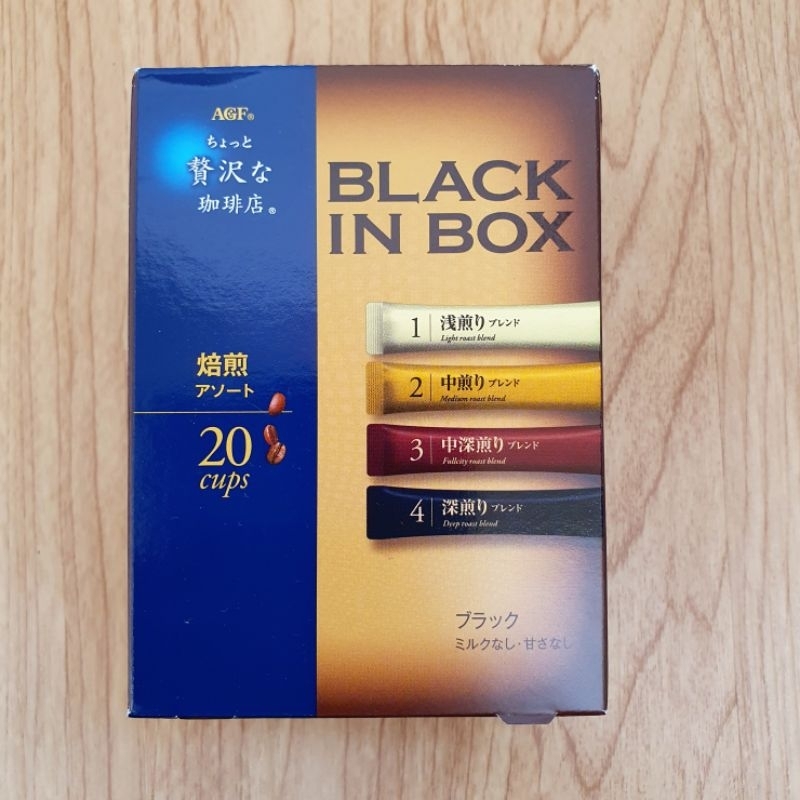 AGF®
ちょっと
贅沢な
珈琲店®
焙煎
アソート
20
cups
BLACK
IN BOX
1 浅煎りブレンド
Light roast blend
2 中煎りブレンド
Medium roast blend
3 中深煎りブレンド
Fullcity roast blend
4 深煎りブレンド
Deep roast blend
ブラック
ミルクなし・甘さなし